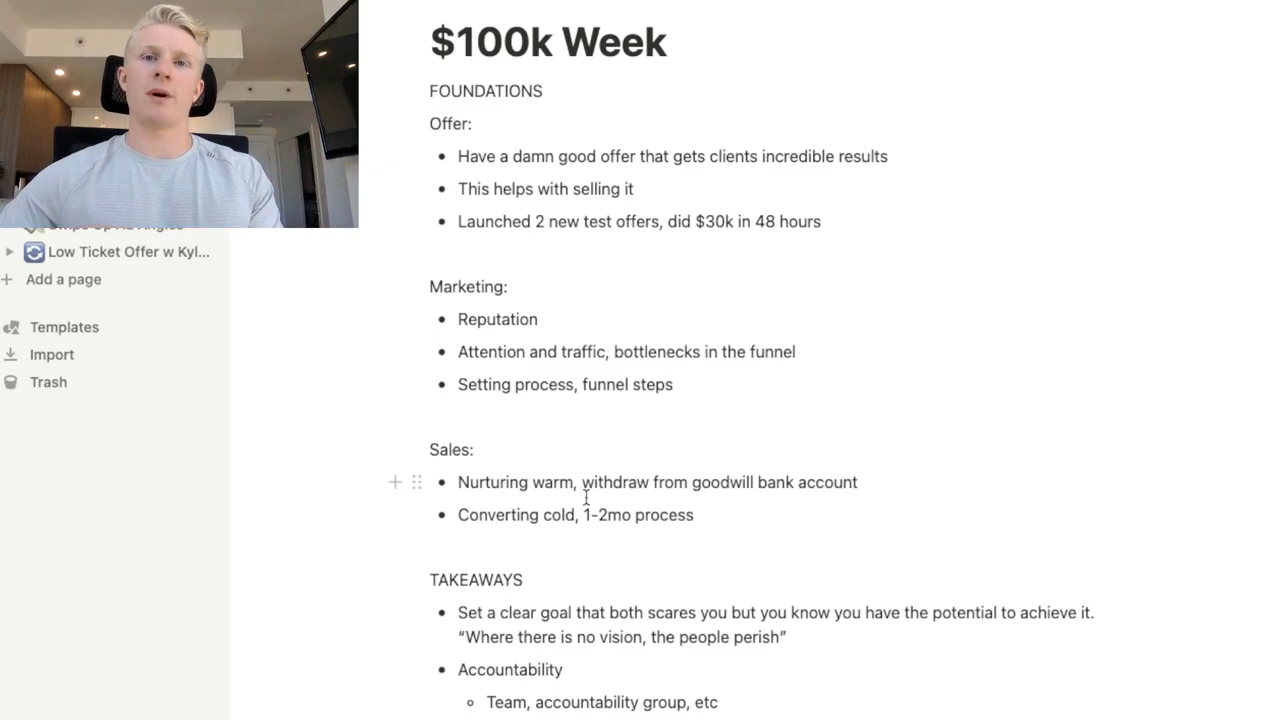 $100k Week
FOUNDATIONS
Offer:
Have a damn good offer that gets clients incredible results
This helps with selling it
Launched 2 new test offers, did $30k in 48 hours
Marketing:
Reputation
Attention and traffic, bottlenecks in the funnel
Setting process, funnel steps
Sales:
Nurturing warm, withdraw from goodwill bank account
Converting cold, 1-2mo process
TAKEAWAYS
Set a clear goal that both scares you but you know you have the potential to achieve it.
“Where there is no vision, the people perish”
Accountability
Team, accountability group, etc
Low Ticket Offer w Kyl...
Add a page
Templates
Import
Trash